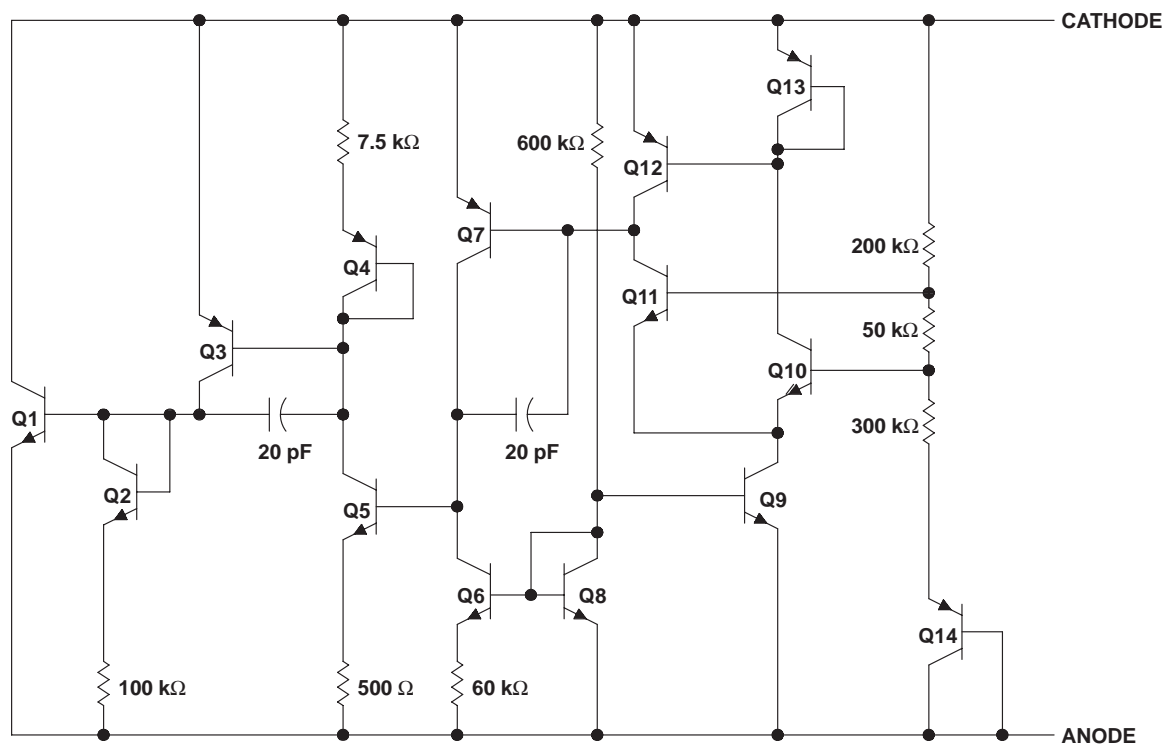 CATHODE
Q13
7.5 kΩ
600 kΩ
Q12
Q7
200 kΩ
Q4
Q11
50 kΩ
Q3
Q10
Q1
300 kΩ
20 pF
20 pF
Q2
Q9
Q5
Q6
Q8
Q14
100 kΩ
500 Ω
60 kΩ
ANODE